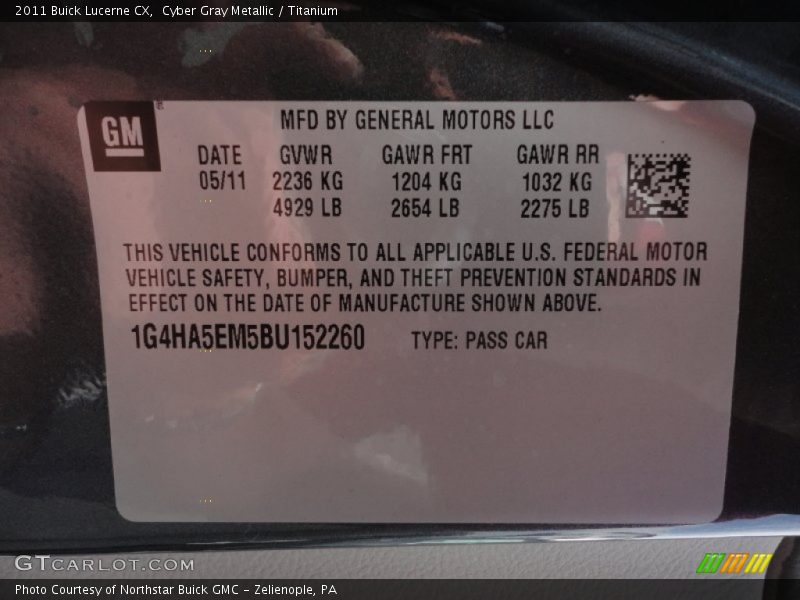 2011 Buick Lucerne CX,  Cyber Gray Metallic / Titanium
GM
MFD BY GENERAL MOTORS LLC
DATE GVWR GAWR FRT GAWR RR
05/11 2236 KG 1204 KG 1032 KG
4929 LB 2654 LB 2275 LB
THIS VEHICLE CONFORMS TO ALL APPLICABLE U.S. FEDERAL MOTOR
VEHICLE SAFETY, BUMPER, AND THEFT PREVENTION STANDARDS IN
EFFECT ON THE DATE OF MANUFACTURE SHOWN ABOVE.
1G4HA5EM5BU152260 TYPE: PASS CAR
GTCARLOT.COM
Photo Courtesy of Northstar Buick GMC - Zelienople, PA